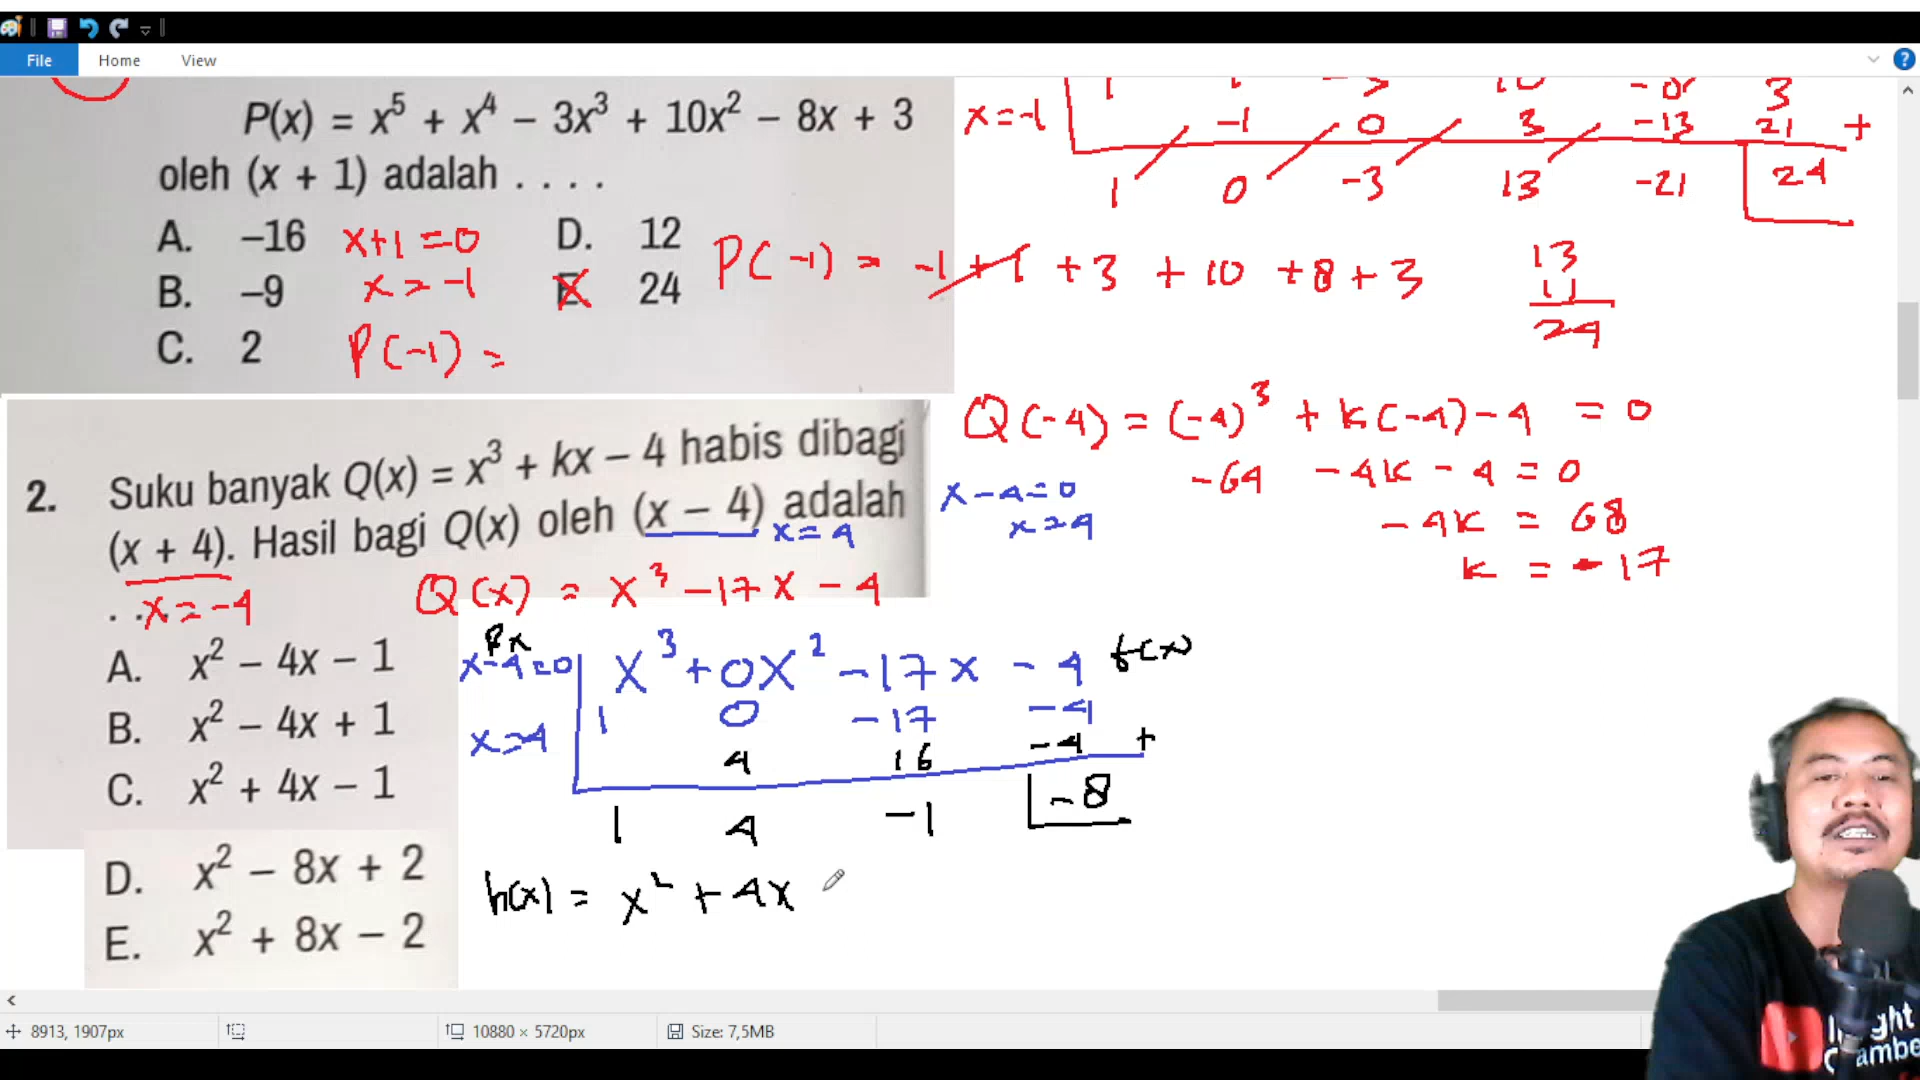 File Home View
P(x) = x⁵ + x⁴ − 3x³ + 10x² − 8x + 3
oleh (x + 1) adalah . . . .
A. −16
B. −9
C. 2
D. 12
E. 24
x+1 = 0
x = -1
P(-1) =
x = -1
-1 0 3 -13 21 +
1 0 -3 13 -21 24
P(-1) = -1 + 1 + 3 + 10 + 8 + 3
13
11
24
2. Suku banyak Q(x) = x³ + kx − 4 habis dibagi
(x + 4). Hasil bagi Q(x) oleh (x − 4) adalah
. . . .
x = 4
x = -4
Q(x) = x³ - 17x - 4
A. x² − 4x − 1
B. x² − 4x + 1
C. x² + 4x − 1
D. x² − 8x + 2
E. x² + 8x − 2
Q(-4) = (-4)³ + k(-4) - 4 = 0
-64 - 4k - 4 = 0
-4k = 68
k = -17
x - 4 = 0
x = 4
x-4=0 x³ + 0x² - 17x - 4 f(x)
1 0 -17 -4
x=4 4 16 -4 +
1 4 -1 -8
h(x) = x² + 4x
8913, 1907px 10880 × 5720px Size: 7,5MB